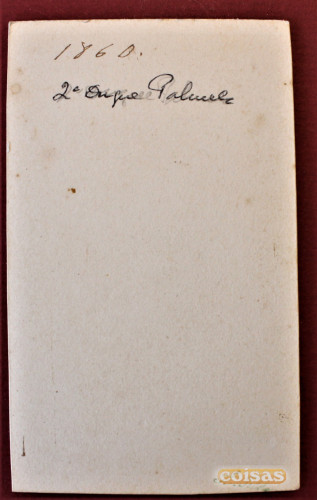 1860.
2º Duque Palmela
coisas